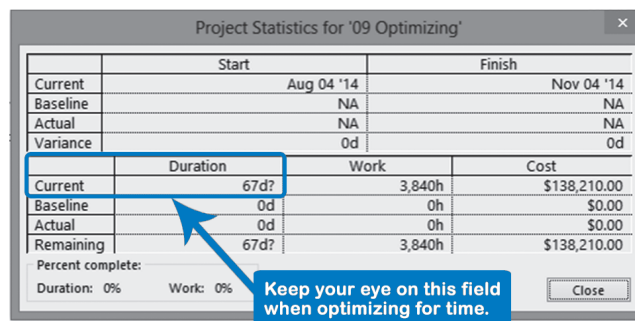 Project Statistics for '09 Optimizing'
×
Start Finish
Current Aug 04 '14 Nov 04 '14
Baseline NA NA
Actual NA NA
Variance 0d 0d
Duration Work Cost
Current 67d? 3,840h $138,210.00
Baseline 0d 0h $0.00
Actual 0d 0h $0.00
Remaining 67d? 3,840h $138,210.00
Percent complete:
Duration: 0% Work: 0%
Close
Keep your eye on this field
when optimizing for time.